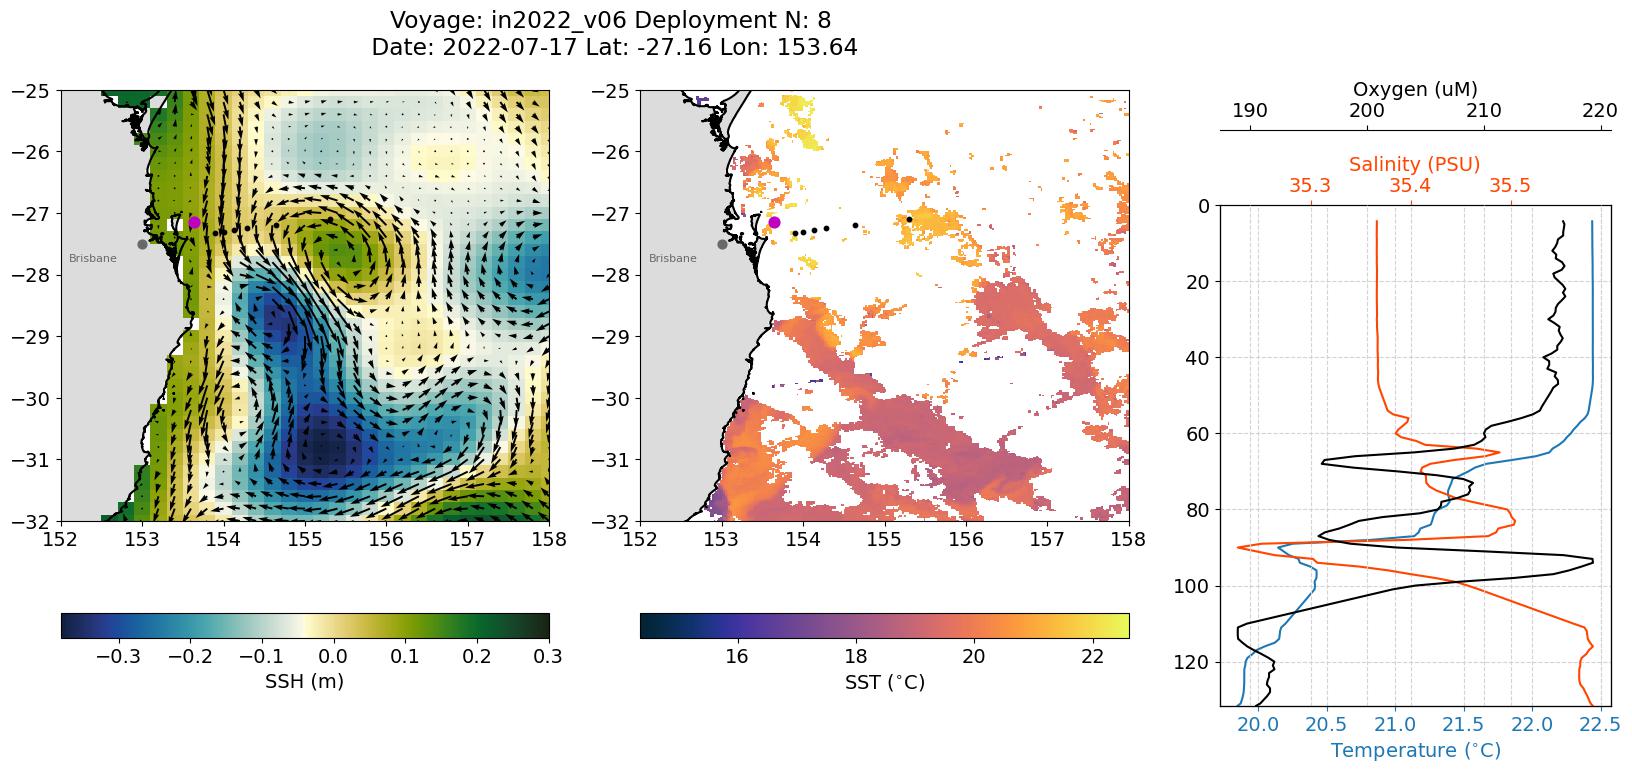 Voyage: in2022_v06 Deployment N: 8
Date: 2022-07-17 Lat: -27.16 Lon: 153.64
−25
−26
−27
−28
−29
−30
−31
−32
152 153 154 155 156 157 158
Brisbane
−0.3 −0.2 −0.1 0.0 0.1 0.2 0.3
SSH (m)
−25
−26
−27
−28
−29
−30
−31
−32
152 153 154 155 156 157 158
Brisbane
16 18 20 22
SST (°C)
Oxygen (uM)
190 200 210 220
Salinity (PSU)
35.3 35.4 35.5
0
20
40
60
80
100
120
20.0 20.5 21.0 21.5 22.0 22.5
Temperature (°C)